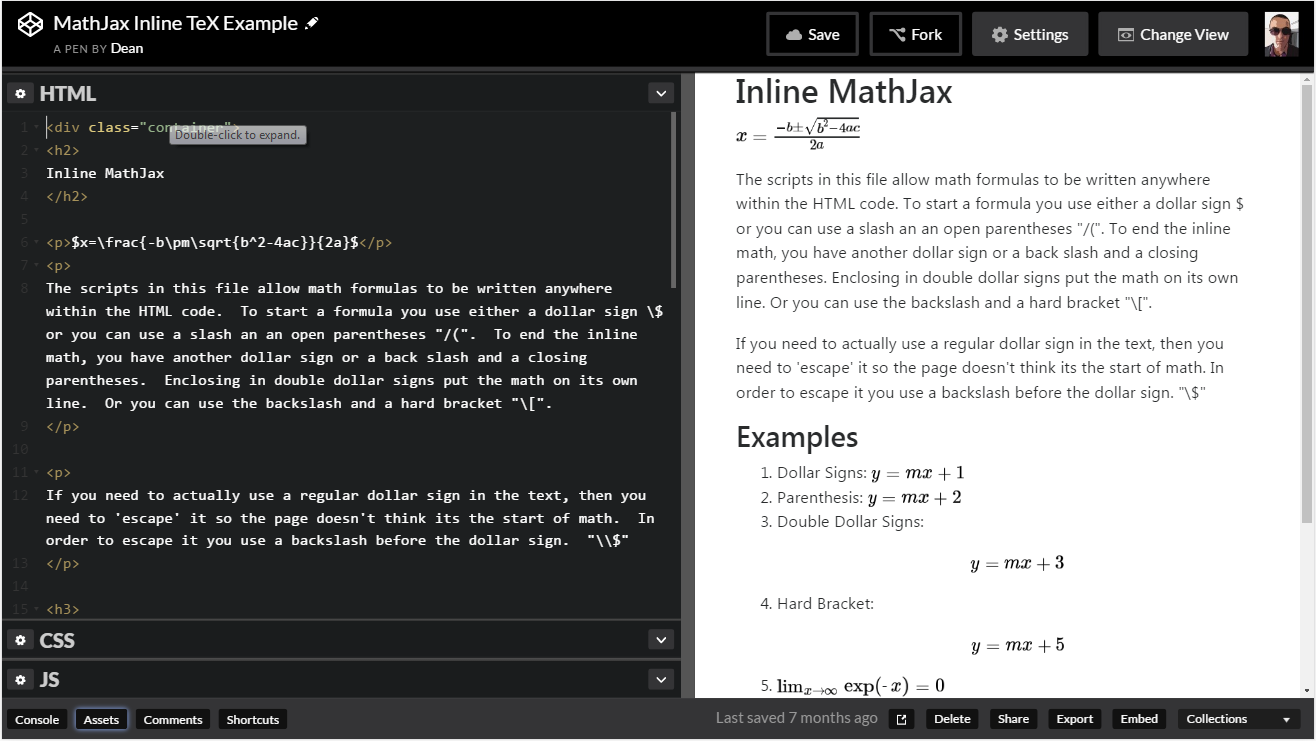 MathJax Inline TeX Example
A PEN BY Dean
Save
Fork
Settings
Change View
HTML
1 <div class="container">
Double-click to expand.
2 <h2>
3 Inline MathJax
4 </h2>
5
6 <p>$x=\frac{-b\pm\sqrt{b^2-4ac}}{2a}$</p>
7 <p>
8 The scripts in this file allow math formulas to be written anywhere
within the HTML code.  To start a formula you use either a dollar sign \$
or you can use a slash an an open parentheses "/(".  To end the inline
math, you have another dollar sign or a back slash and a closing
parentheses.  Enclosing in double dollar signs put the math on its own
line.  Or you can use the backslash and a hard bracket "\[".
9 </p>
10
11 <p>
12 If you need to actually use a regular dollar sign in the text, then you
need to 'escape' it so the page doesn't think its the start of math.  In
order to escape it you use a backslash before the dollar sign.  "\\$"
13 </p>
14
15 <h3>
CSS
JS
Inline MathJax
x = \frac{-b±\sqrt{b^2-4ac}}{2a}
The scripts in this file allow math formulas to be written anywhere
within the HTML code. To start a formula you use either a dollar sign $
or you can use a slash an an open parentheses "/(". To end the inline
math, you have another dollar sign or a back slash and a closing
parentheses. Enclosing in double dollar signs put the math on its own
line. Or you can use the backslash and a hard bracket "\[".
If you need to actually use a regular dollar sign in the text, then you
need to 'escape' it so the page doesn't think its the start of math. In
order to escape it you use a backslash before the dollar sign. "\$"
Examples
1. Dollar Signs: y = mx + 1
2. Parenthesis: y = mx + 2
3. Double Dollar Signs:
y = mx + 3
4. Hard Bracket:
y = mx + 5
5. lim_{x→∞} exp(-x) = 0
Console
Assets
Comments
Shortcuts
Last saved 7 months ago
Delete
Share
Export
Embed
Collections